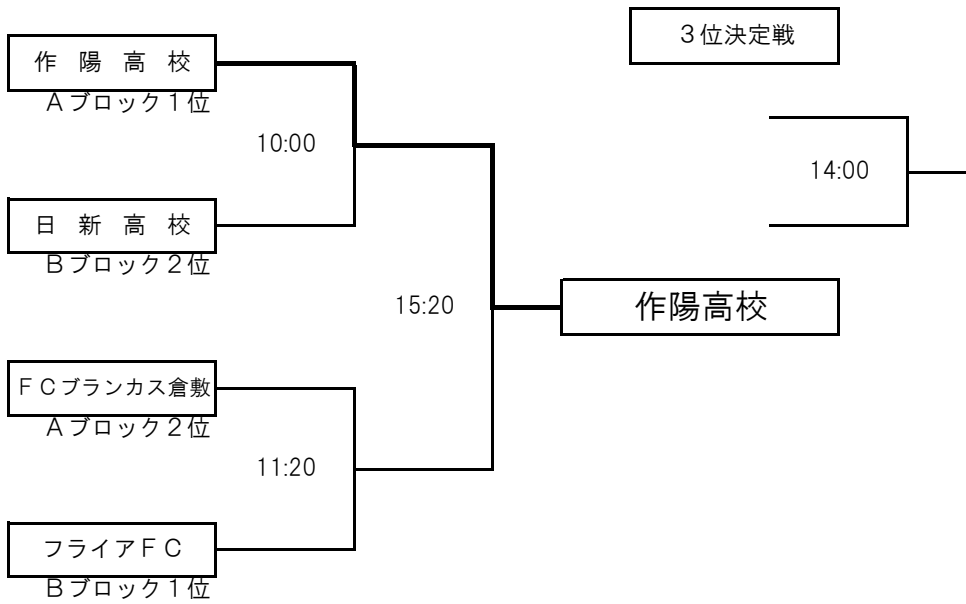 ３位決定戦
作　陽　高　校
Ａブロック１位
10:00
14:00
日　新　高　校
Ｂブロック２位
15:20
作陽高校
ＦＣブランカス倉敷
Ａブロック２位
11:20
フライアＦＣ
Ｂブロック１位